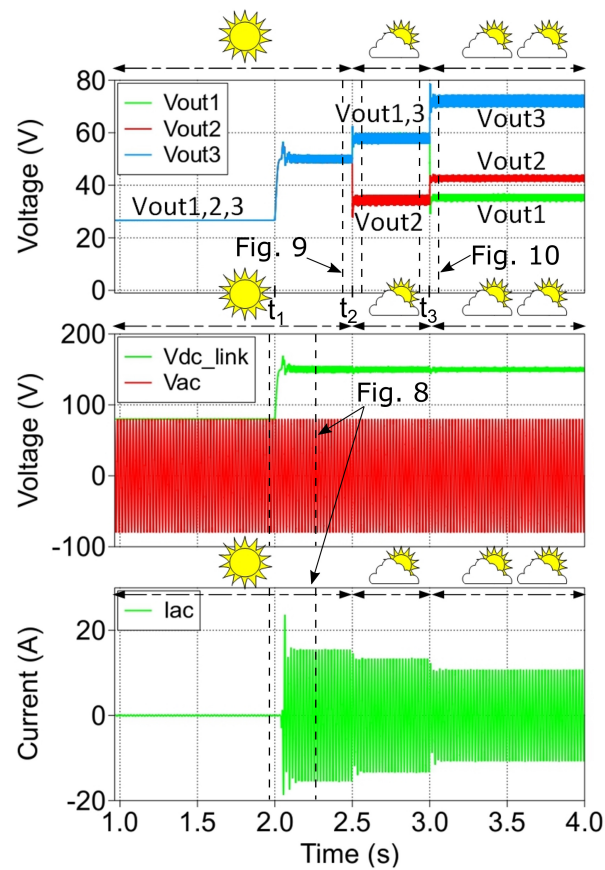 80
60
40
20
0
Voltage (V)
Vout1
Vout2
Vout3
Vout1,2,3
Vout1,3
Vout2
Vout3
Vout2
Vout1
Fig. 9
Fig. 10
t1
t2
t3
200
100
0
-100
Voltage (V)
Vdc_link
Vac
Fig. 8
20
0
-20
Current (A)
Iac
1.0 1.5 2.0 2.5 3.0 3.5 4.0
Time (s)